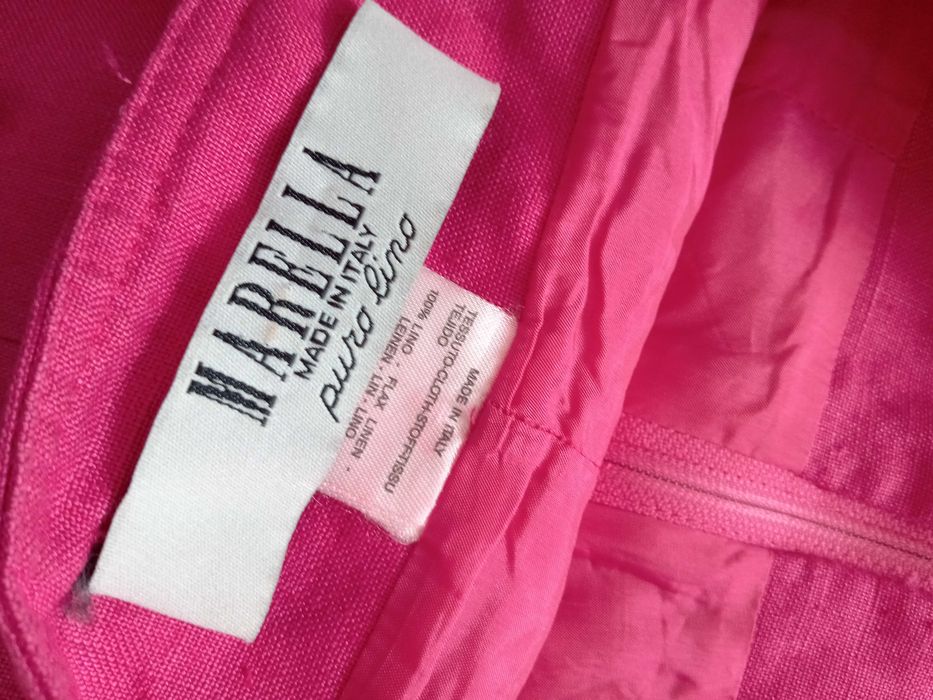 MARELLA
MADE IN ITALY
puro lino
MADE IN ITALY
TESSUTO-CLOTH-STOFF-TISSU
TEJIDO
100% LINO - FLAX LINEN -
LEINEN - LIN - LINO -